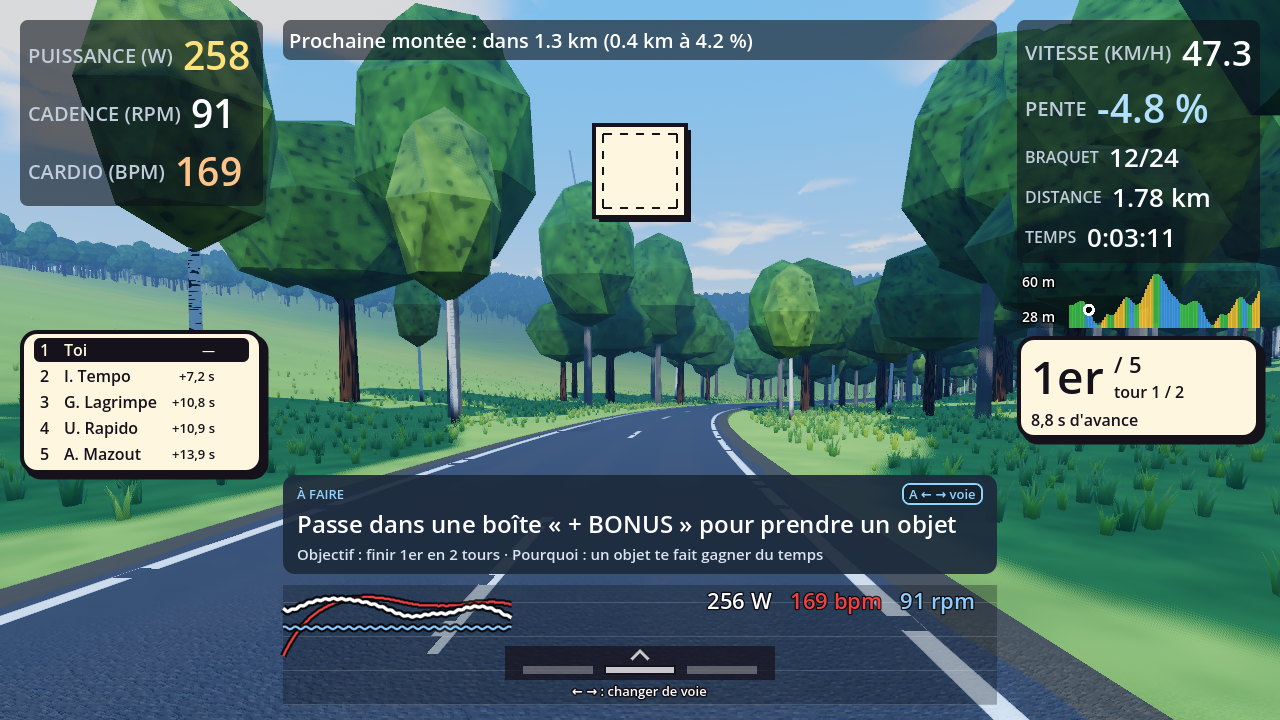 PUISSANCE (W) 258
CADENCE (RPM) 91
CARDIO (BPM) 169
Prochaine montée : dans 1.3 km (0.4 km à 4.2 %)
VITESSE (KM/H) 47.3
PENTE -4.8 %
BRAQUET 12/24
DISTANCE 1.78 km
TEMPS 0:03:11
60 m
28 m
1 Toi —
2 I. Tempo +7,2 s
3 G. Lagrimpe +10,8 s
4 U. Rapido +10,9 s
5 A. Mazout +13,9 s
1er / 5
tour 1 / 2
8,8 s d'avance
À FAIRE
A ← → voie
Passe dans une boîte « + BONUS » pour prendre un objet
Objectif : finir 1er en 2 tours · Pourquoi : un objet te fait gagner du temps
256 W 169 bpm 91 rpm
← → : changer de voie